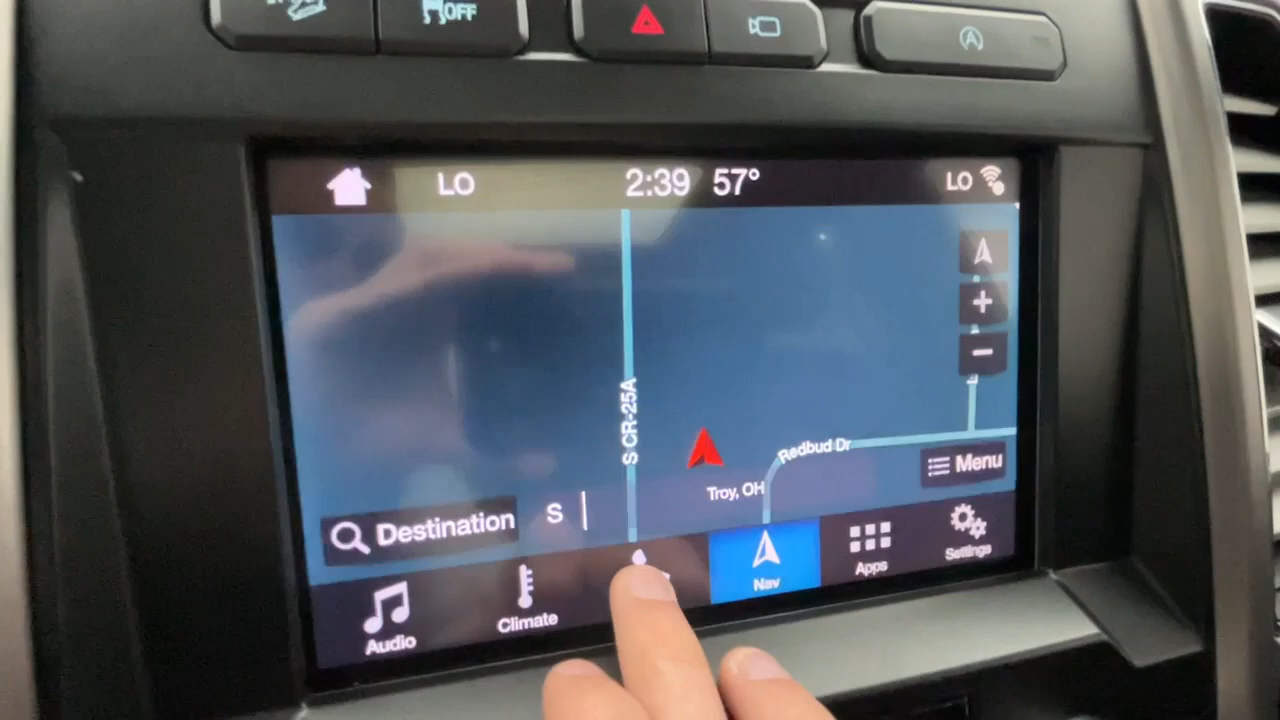 OFF
LO
2:39 57°
LO
S CR-25A
Redbud Dr
Troy, OH
Menu
Destination
S
Audio
Climate
Nav
Apps
Settings